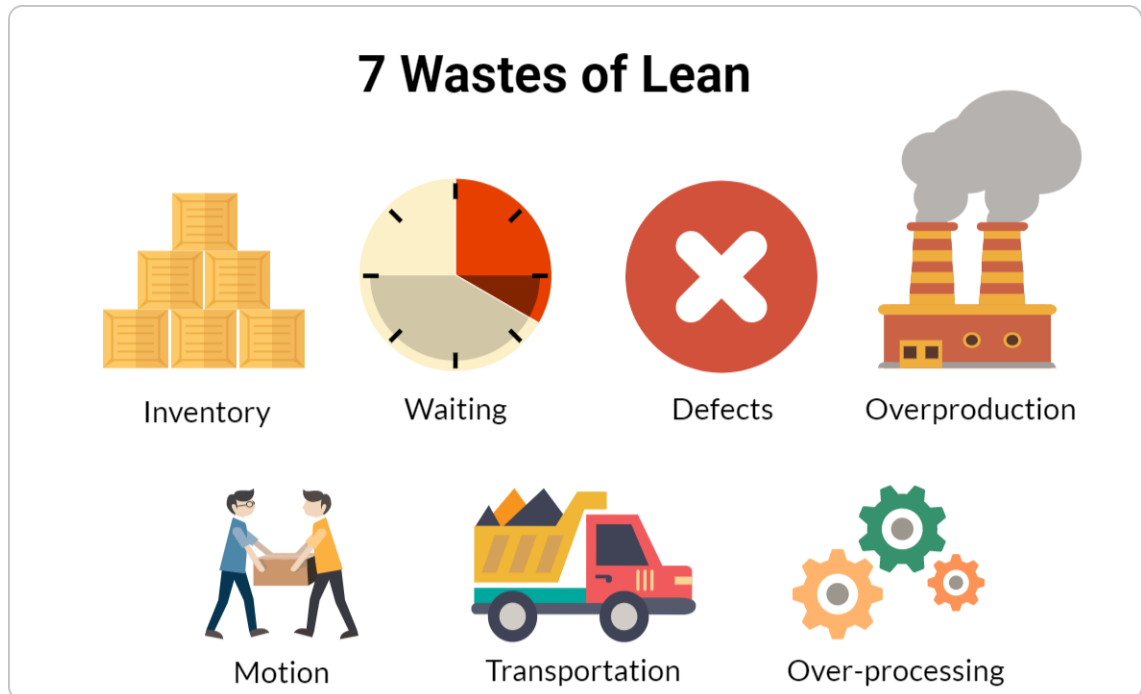 7 Wastes of Lean
Inventory
Waiting
Defects
Overproduction
Motion
Transportation
Over-processing